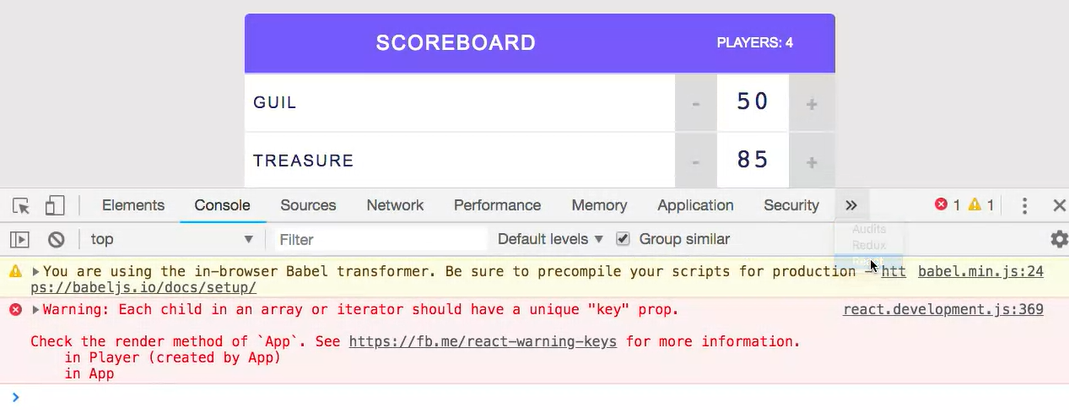 SCOREBOARD PLAYERS: 4
GUIL - 50 +
TREASURE - 85 +
Elements Console Sources Network Performance Memory Application Security » 1 1
top Filter Default levels Group similar
Audits
Redux
You are using the in-browser Babel transformer. Be sure to precompile your scripts for production - htt babel.min.js:24
ps://babeljs.io/docs/setup/
Warning: Each child in an array or iterator should have a unique "key" prop. react.development.js:369
Check the render method of `App`. See https://fb.me/react-warning-keys for more information.
in Player (created by App)
in App